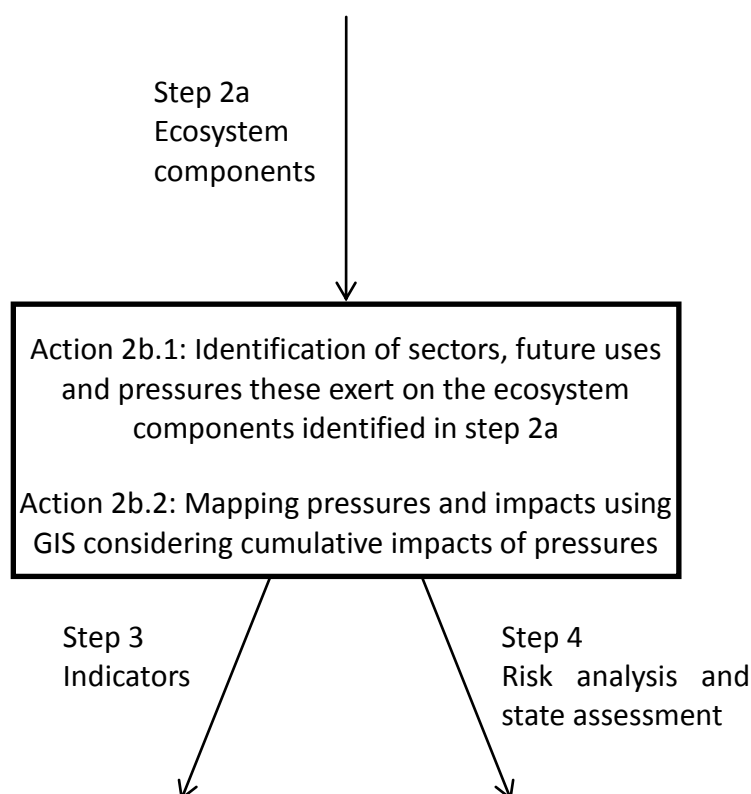 Step 2a
Ecosystem
components
Action 2b.1: Identification of sectors, future uses
and pressures these exert on the ecosystem
components identified in step 2a
Action 2b.2: Mapping pressures and impacts using
GIS considering cumulative impacts of pressures
Step 3
Indicators
Step 4
Risk analysis and
state assessment